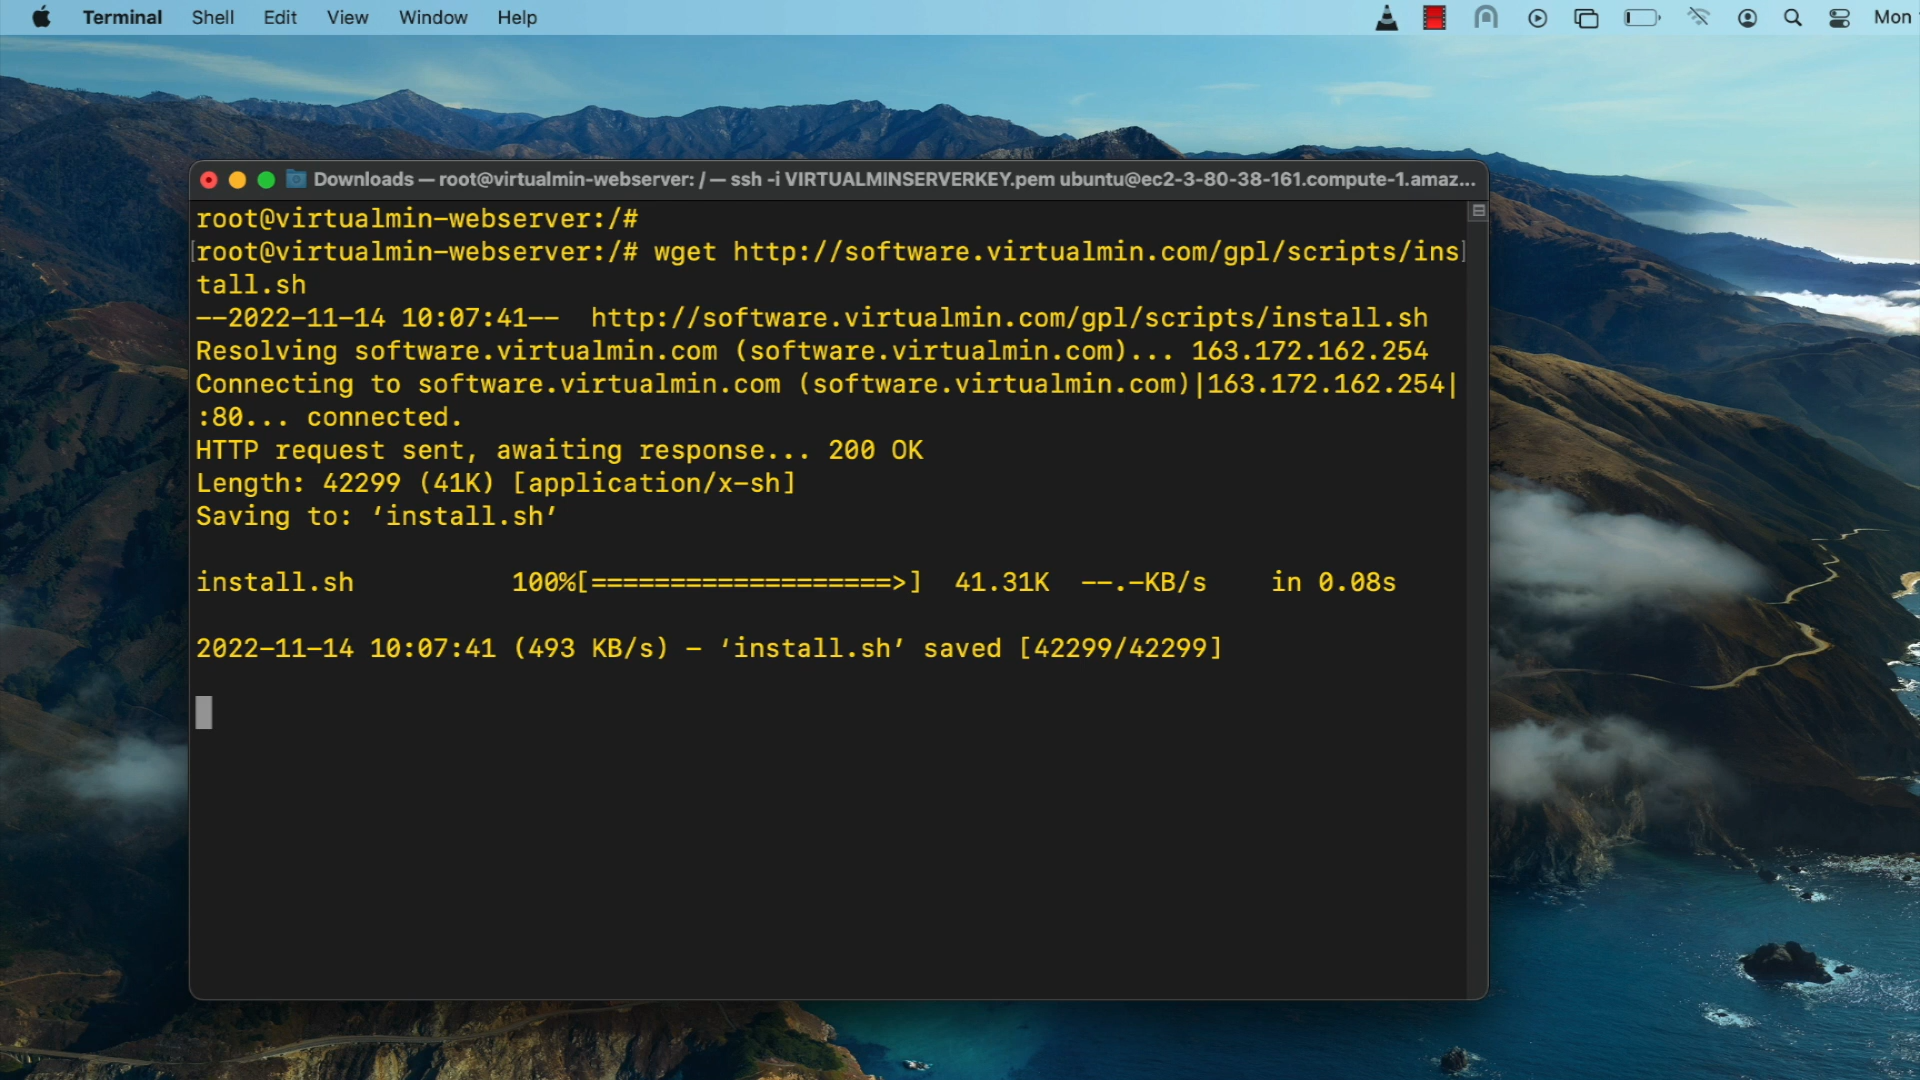 Terminal Shell Edit View Window Help Mon
Downloads — root@virtualmin-webserver: / — ssh -i VIRTUALMINSERVERKEY.pem ubuntu@ec2-3-80-38-161.compute-1.amaz...
root@virtualmin-webserver:/#
[root@virtualmin-webserver:/# wget http://software.virtualmin.com/gpl/scripts/ins]
tall.sh
--2022-11-14 10:07:41--  http://software.virtualmin.com/gpl/scripts/install.sh
Resolving software.virtualmin.com (software.virtualmin.com)... 163.172.162.254
Connecting to software.virtualmin.com (software.virtualmin.com)|163.172.162.254|
:80... connected.
HTTP request sent, awaiting response... 200 OK
Length: 42299 (41K) [application/x-sh]
Saving to: ‘install.sh’
install.sh          100%[===================>]  41.31K  --.-KB/s    in 0.08s
2022-11-14 10:07:41 (493 KB/s) - ‘install.sh’ saved [42299/42299]